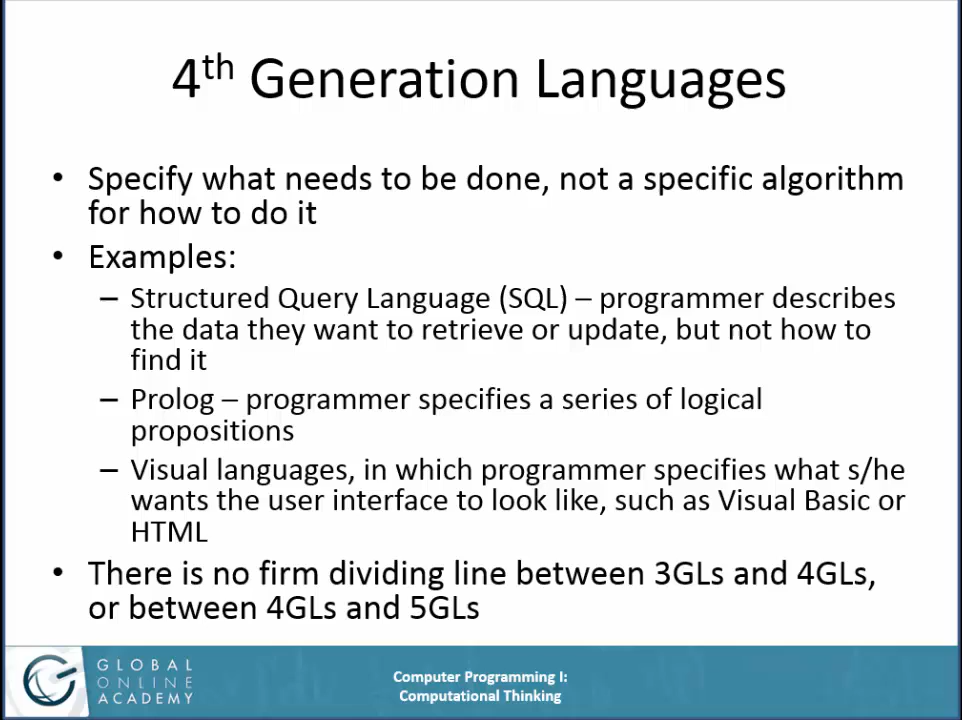 4th Generation Languages
• Specify what needs to be done, not a specific algorithm
for how to do it
• Examples:
– Structured Query Language (SQL) – programmer describes
the data they want to retrieve or update, but not how to
find it
– Prolog – programmer specifies a series of logical
propositions
– Visual languages, in which programmer specifies what s/he
wants the user interface to look like, such as Visual Basic or
HTML
• There is no firm dividing line between 3GLs and 4GLs,
or between 4GLs and 5GLs
GLOBAL
ONLINE
ACADEMY
Computer Programming I:
Computational Thinking